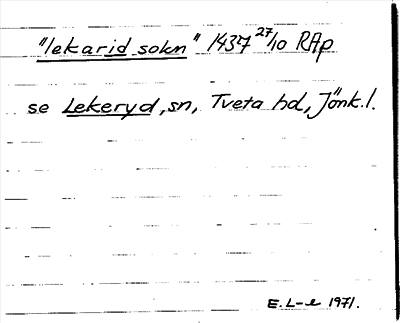 "lekarid sokn" 1437 27/10 RAp
se Lekeryd, sn, Tveta hd, Jönk.l.
E. L-e 1971.